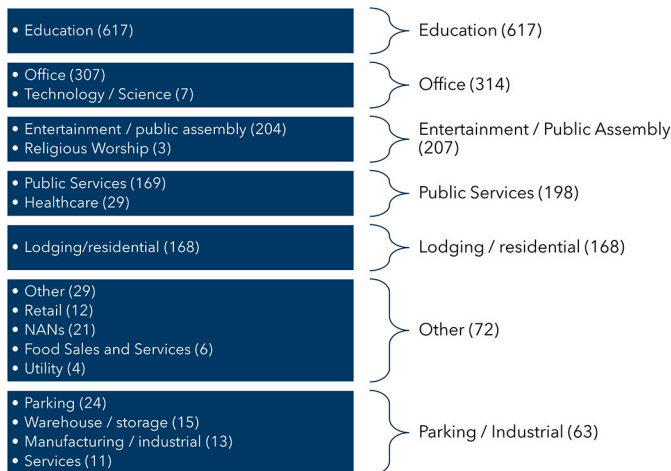 • Education (617)
Education (617)
• Office (307)
• Technology / Science (7)
Office (314)
• Entertainment / public assembly (204)
• Religious Worship (3)
Entertainment / Public Assembly
(207)
• Public Services (169)
• Healthcare (29)
Public Services (198)
• Lodging/residential (168)
Lodging / residential (168)
• Other (29)
• Retail (12)
• NANs (21)
• Food Sales and Services (6)
• Utility (4)
Other (72)
• Parking (24)
• Warehouse / storage (15)
• Manufacturing / industrial (13)
• Services (11)
Parking / Industrial (63)